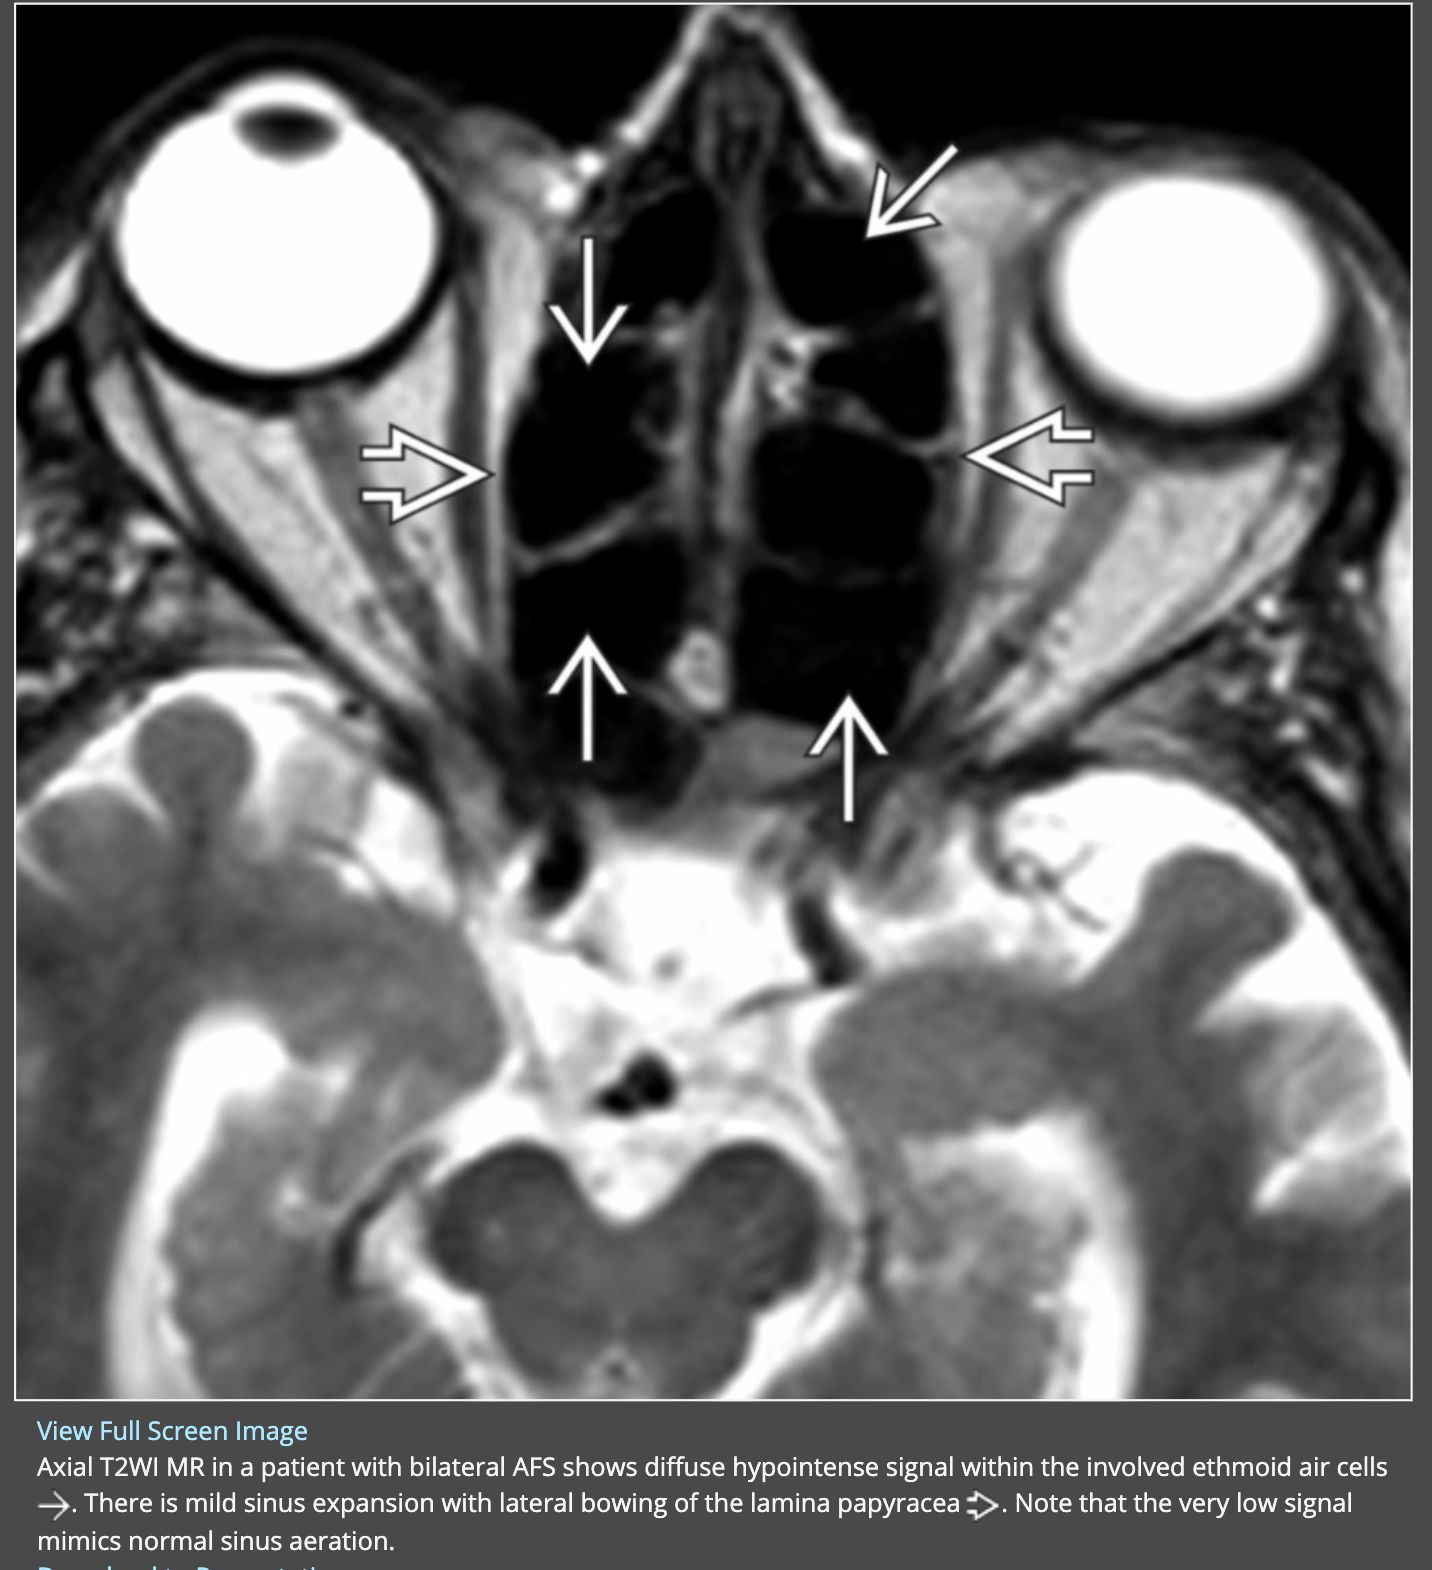 View Full Screen Image
Axial T2WI MR in a patient with bilateral AFS shows diffuse hypointense signal within the involved ethmoid air cells
. There is mild sinus expansion with lateral bowing of the lamina papyracea . Note that the very low signal
mimics normal sinus aeration.